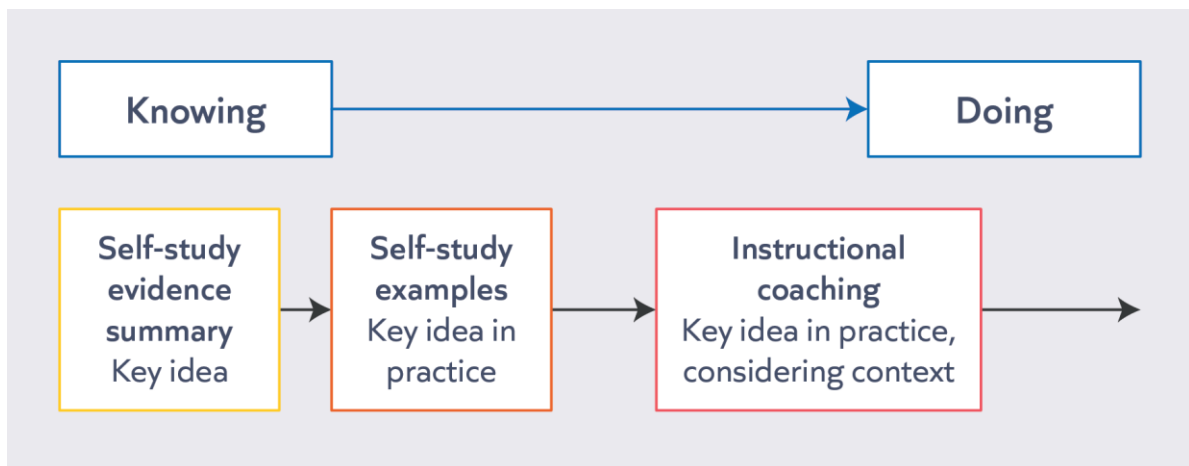 Knowing
Doing
Self-study
evidence
summary
Key idea
Self-study
examples
Key idea in
practice
Instructional
coaching
Key idea in practice,
considering context